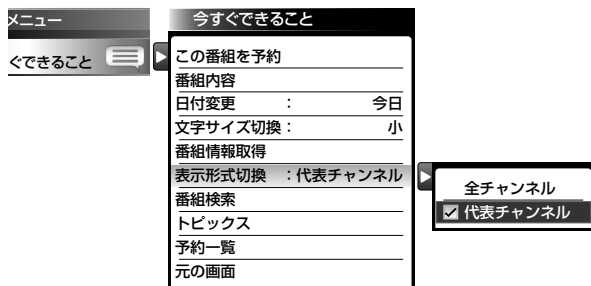 メニュー
ぐできること
今すぐできること
この番組を予約
番組内容
日付変更 : 今日
文字サイズ切換 : 小
番組情報取得
表示形式切換 : 代表チャンネル
番組検索
トピックス
予約一覧
元の画面
全チャンネル
代表チャンネル